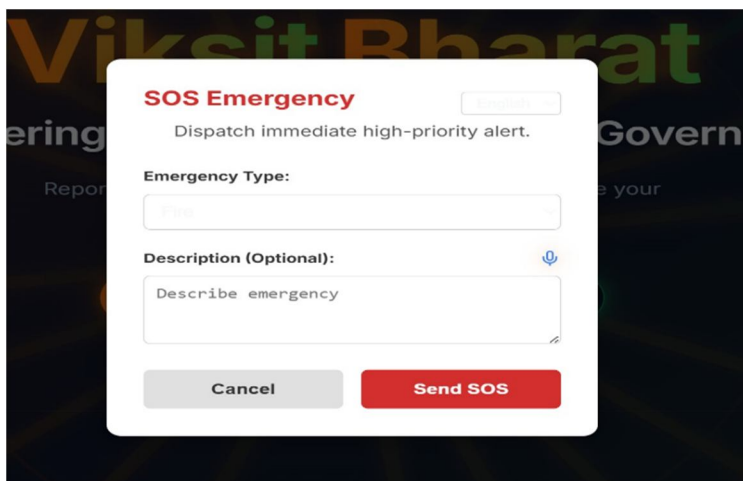 Viksit Bharat
SOS Emergency
English
Dispatch immediate high-priority alert.
ering
Govern
Emergency Type:
Repor
e your
Fire
Description (Optional):
Describe emergency
Cancel
Send SOS